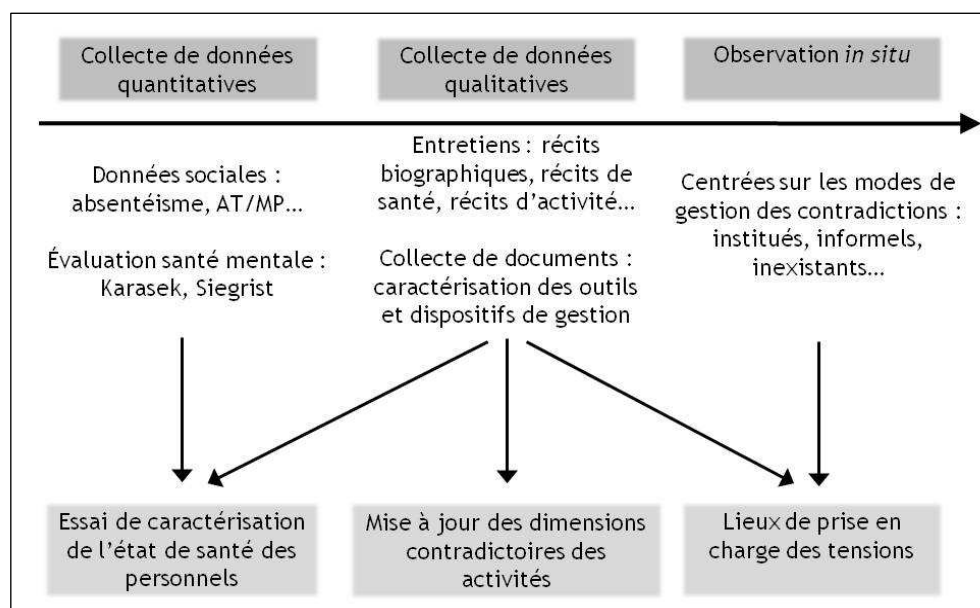 Collecte de données
quantitatives
Collecte de données
qualitatives
Observation in situ
Données sociales :
absentéisme, AT/MP...
Évaluation santé mentale :
Karasek, Siegrist
Entretiens : récits
biographiques, récits de
santé, récits d'activité...
Collecte de documents :
caractérisation des outils
et dispositifs de gestion
Centrées sur les modes de
gestion des contradictions :
institués, informels,
inexistants...
Essai de caractérisation
de l'état de santé des
personnels
Mise à jour des dimensions
contradictoires des
activités
Lieux de prise en
charge des tensions